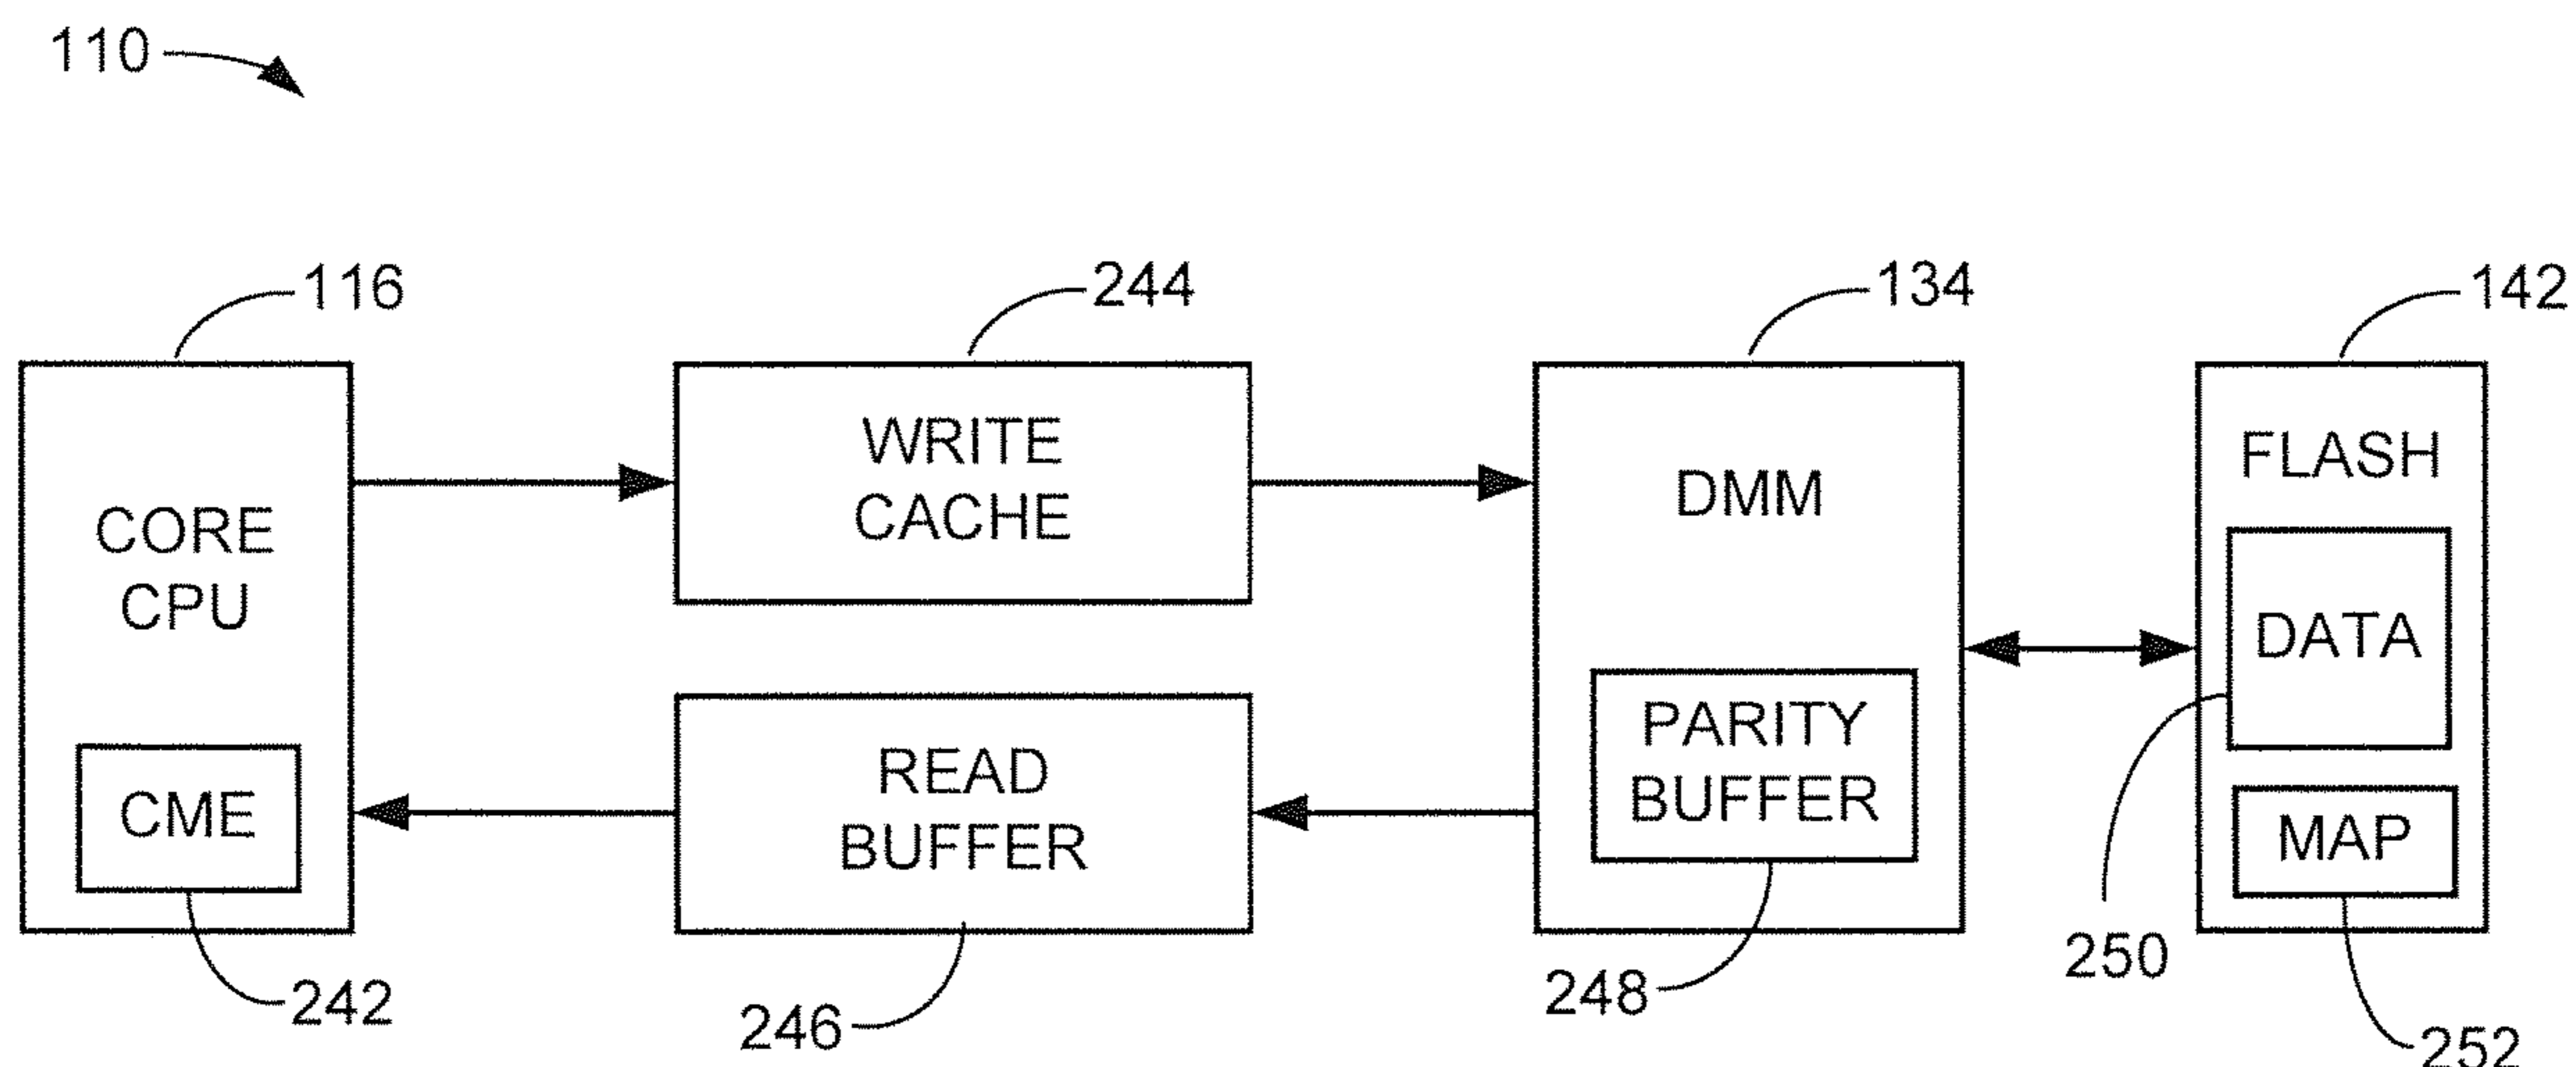 110
116
244
134
142
CORE
CPU
WRITE
CACHE
DMM
FLASH
DATA
CME
READ
BUFFER
PARITY
BUFFER
MAP
242
246
248
250
252